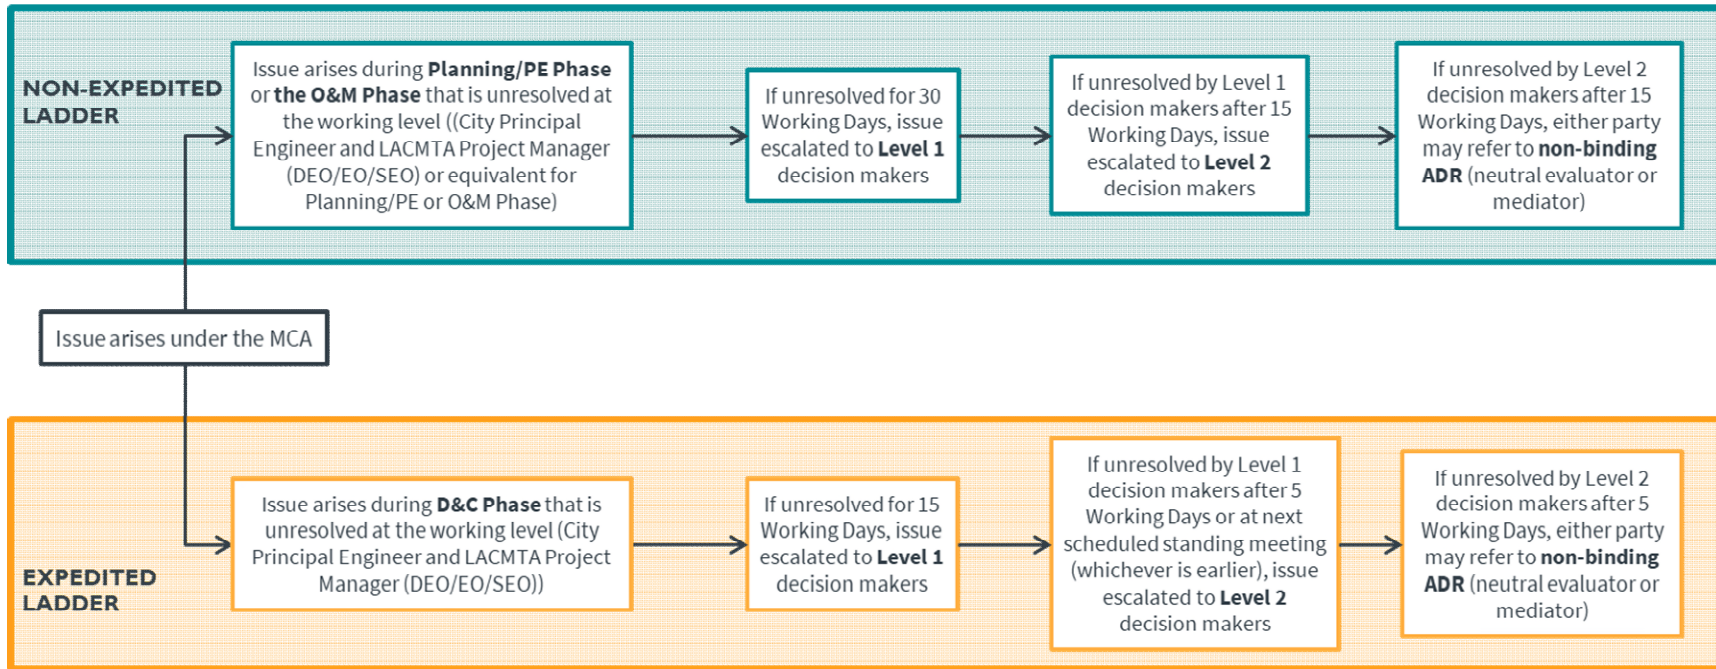 NON-EXPEDITED
LADDER
Issue arises during Planning/PE Phase
or the O&M Phase that is unresolved at
the working level ((City Principal
Engineer and LACMTA Project Manager
(DEO/EO/SEO) or equivalent for
Planning/PE or O&M Phase)
If unresolved for 30
Working Days, issue
escalated to Level 1
decision makers
If unresolved by Level 1
decision makers after 15
Working Days, issue
escalated to Level 2
decision makers
If unresolved by Level 2
decision makers after 15
Working Days, either party
may refer to non-binding
ADR (neutral evaluator or
mediator)
Issue arises under the MCA
EXPEDITED
LADDER
Issue arises during D&C Phase that is
unresolved at the working level (City
Principal Engineer and LACMTA Project
Manager (DEO/EO/SEO))
If unresolved for 15
Working Days, issue
escalated to Level 1
decision makers
If unresolved by Level 1
decision makers after 5
Working Days or at next
scheduled standing meeting
(whichever is earlier), issue
escalated to Level 2
decision makers
If unresolved by Level 2
decision makers after 5
Working Days, either party
may refer to non-binding
ADR (neutral evaluator or
mediator)